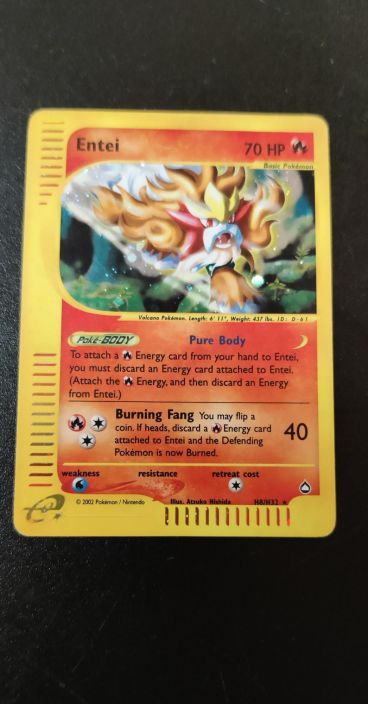 Entei 70 HP
Basic Pokémon
Volcano Pokémon. Length: 6' 11", Weight: 437 lbs. ID: D-61
Poké-BODY Pure Body
To attach a Energy card from your hand to Entei,
you must discard an Energy card attached to Entei.
(Attach the Energy, and then discard an Energy
from Entei.)
Burning Fang You may flip a
coin. If heads, discard a Energy card
attached to Entei and the Defending
Pokémon is now Burned.
40
weakness resistance retreat cost
© 2002 Pokémon / Nintendo Illus. Atsuko Nishida H8/H32